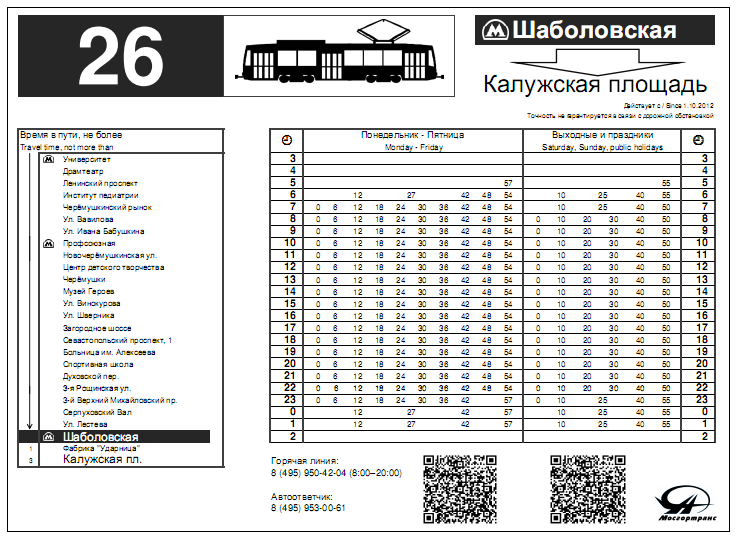 26
М Шаболовская
Калужская площадь
Действует с / Since 1.10.2012
Точность не гарантируется в связи с дорожной обстановкой
Время в пути, не более
Travel time, not more than
М Университет
Драмтеатр
Ленинский проспект
Институт педиатрии
Черёмушкинский рынок
Ул. Вавилова
Ул. Ивана Бабушкина
М Профсоюзная
Новочерёмушкинская ул.
Центр детского творчества
Черёмушки
Музей Героев
Ул. Винокурова
Ул. Шверника
Загородное шоссе
Севастопольский проспект, 1
Больница им. Алексеева
Спортивная школа
Духовской пер.
3-я Рощинская ул.
3-й Верхний Михайловский пр.
Серпуховский Вал
Ул. Лестева
М Шаболовская
1 Фабрика "Ударница"
3 Калужская пл.
Понедельник - Пятница Выходные и праздники
Monday - Friday Saturday, Sunday, public holidays
3 3
4 4
5 57 55 5
6 12 27 42 48 54 10 25 40 55 6
7 0 6 12 18 24 30 36 42 48 54 10 25 40 50 7
8 0 6 12 18 24 30 36 42 48 54 0 10 20 30 40 50 8
9 0 6 12 18 24 30 36 42 48 54 0 10 20 30 40 50 9
10 0 6 12 18 24 30 36 42 48 54 0 10 20 30 40 50 10
11 0 6 12 18 24 30 36 42 48 54 0 10 20 30 40 50 11
12 0 6 12 18 24 30 36 42 48 54 0 10 20 30 40 50 12
13 0 6 12 18 24 30 36 42 48 54 0 10 20 30 40 50 13
14 0 6 12 18 24 30 36 42 48 54 0 10 20 30 40 50 14
15 0 6 12 18 24 30 36 42 48 54 0 10 20 30 40 50 15
16 0 6 12 18 24 30 36 42 48 54 0 10 20 30 40 50 16
17 0 6 12 18 24 30 36 42 48 54 0 10 20 30 40 50 17
18 0 6 12 18 24 30 36 42 48 54 0 10 20 30 40 50 18
19 0 6 12 18 24 30 36 42 48 54 0 10 20 30 40 50 19
20 0 6 12 18 24 30 36 42 48 54 0 10 20 30 40 50 20
21 0 6 12 18 24 30 36 42 48 54 0 10 20 30 40 50 21
22 0 6 12 18 24 30 36 42 48 54 0 10 20 30 40 50 22
23 0 6 12 18 24 30 36 42 57 0 10 25 40 55 23
0 12 27 42 57 10 25 40 55 0
1 12 27 42 57 10 25 40 55 1
2 2
Горячая линия:
8 (495) 950-42-04 (8:00–20:00)
Автоответчик:
8 (495) 953-00-61
Мосгортранс